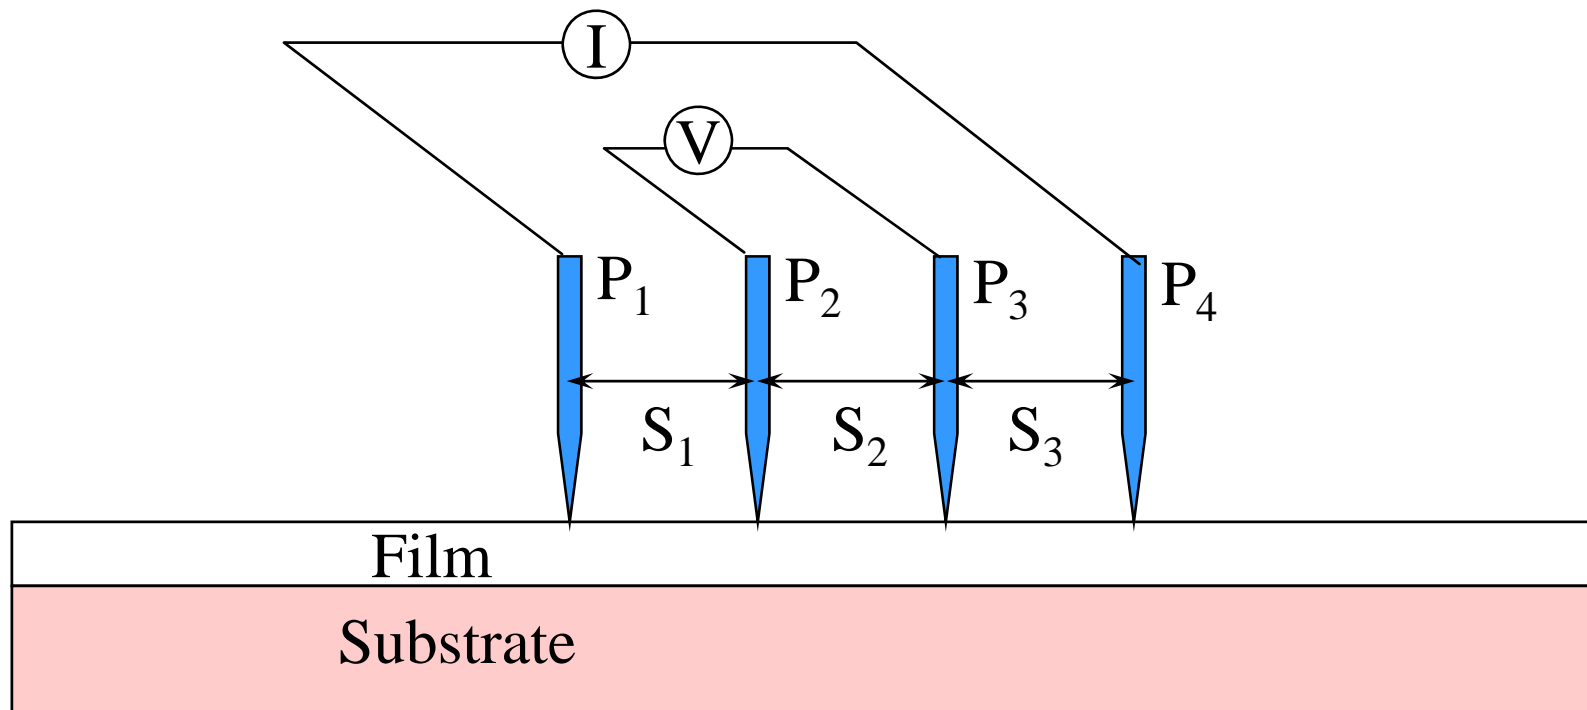 I
V
P₁
P₂
P₃
P₄
S₁
S₂
S₃
Film
Substrate